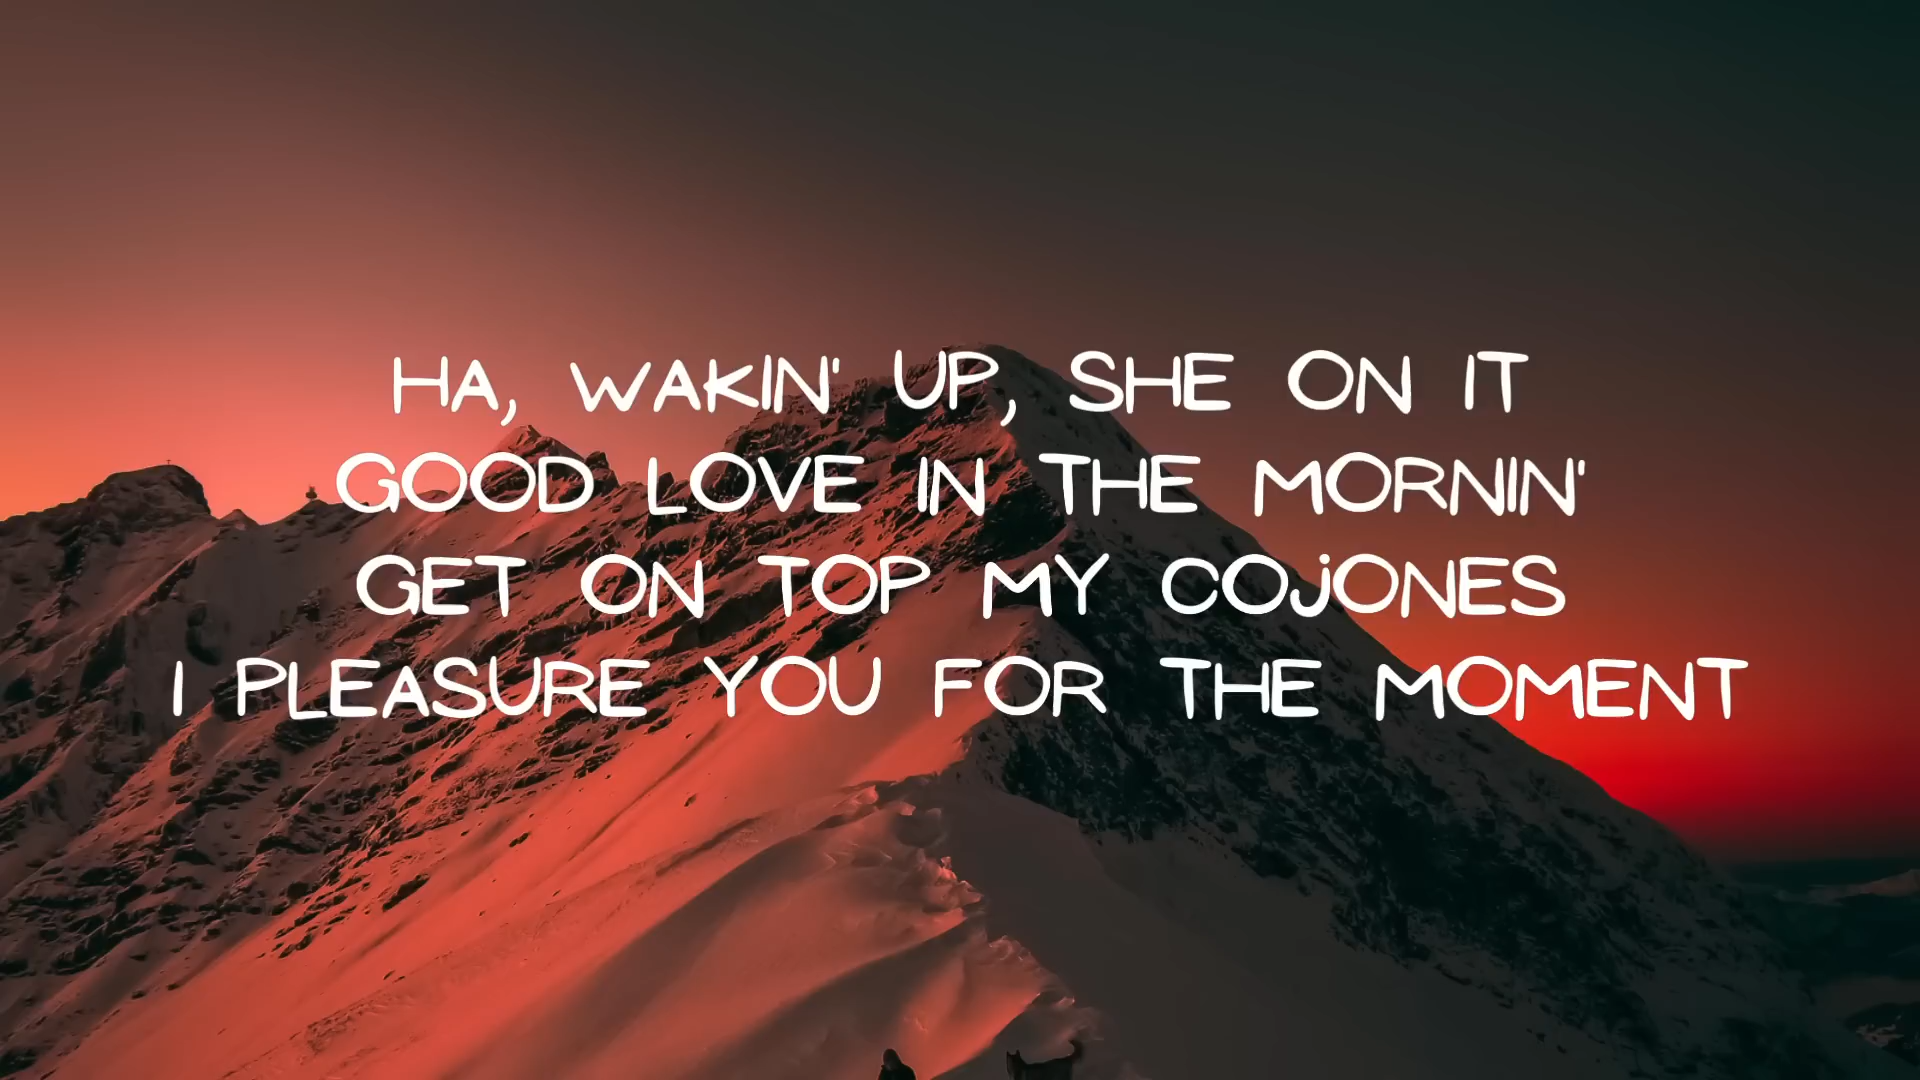 HA, WAKIN' UP, SHE ON IT
GOOD LOVE IN THE MORNIN'
GET ON TOP MY COJONES
I PLEASURE YOU FOR THE MOMENT